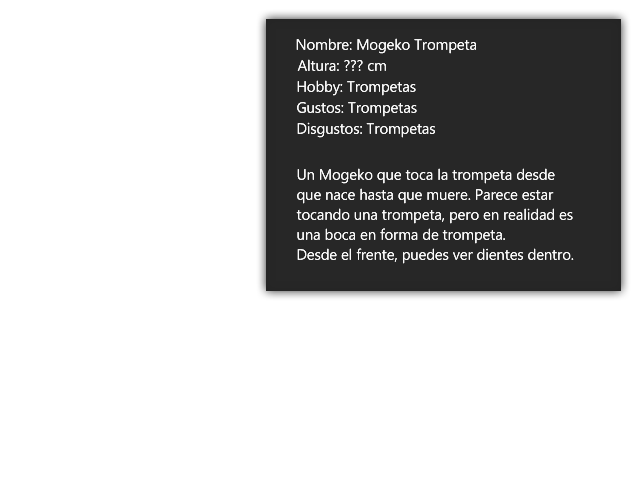 Nombre: Mogeko Trompeta
Altura: ??? cm
Hobby: Trompetas
Gustos: Trompetas
Disgustos: Trompetas
Un Mogeko que toca la trompeta desde
que nace hasta que muere. Parece estar
tocando una trompeta, pero en realidad es
una boca en forma de trompeta.
Desde el frente, puedes ver dientes dentro.